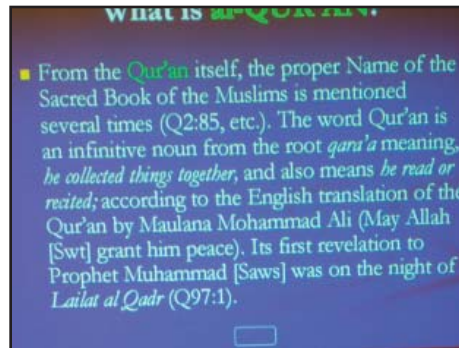 What is al-QUR'AN?
From the Qur'an itself, the proper Name of the
Sacred Book of the Muslims is mentioned
several times (Q2:85, etc.). The word Qur'an is
an infinitive noun from the root qara'a meaning,
he collected things together, and also means he read or
recited; according to the English translation of the
Qur'an by Maulana Mohammad Ali (May Allah
[Swt] grant him peace). Its first revelation to
Prophet Muhammad [Saws] was on the night of
Lailat al Qadr (Q97:1).